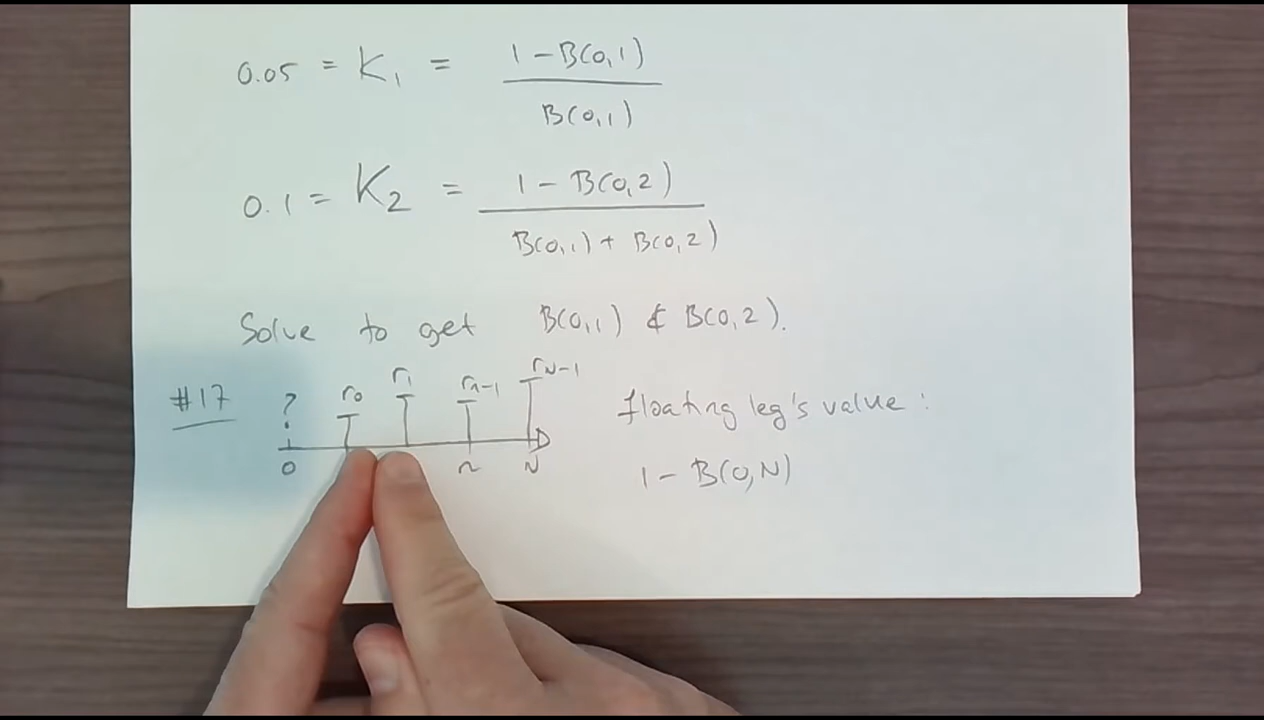 0.05 = K₁ = (1 - B(0,1)) / B(0,1)
0.1 = K₂ = (1 - B(0,2)) / (B(0,1) + B(0,2))
Solve to get B(0,1) & B(0,2).
#17 ? r₀ r₁ rₙ₋₁ r_N-1 floating leg's value:
0 n N 1 - B(0,N)